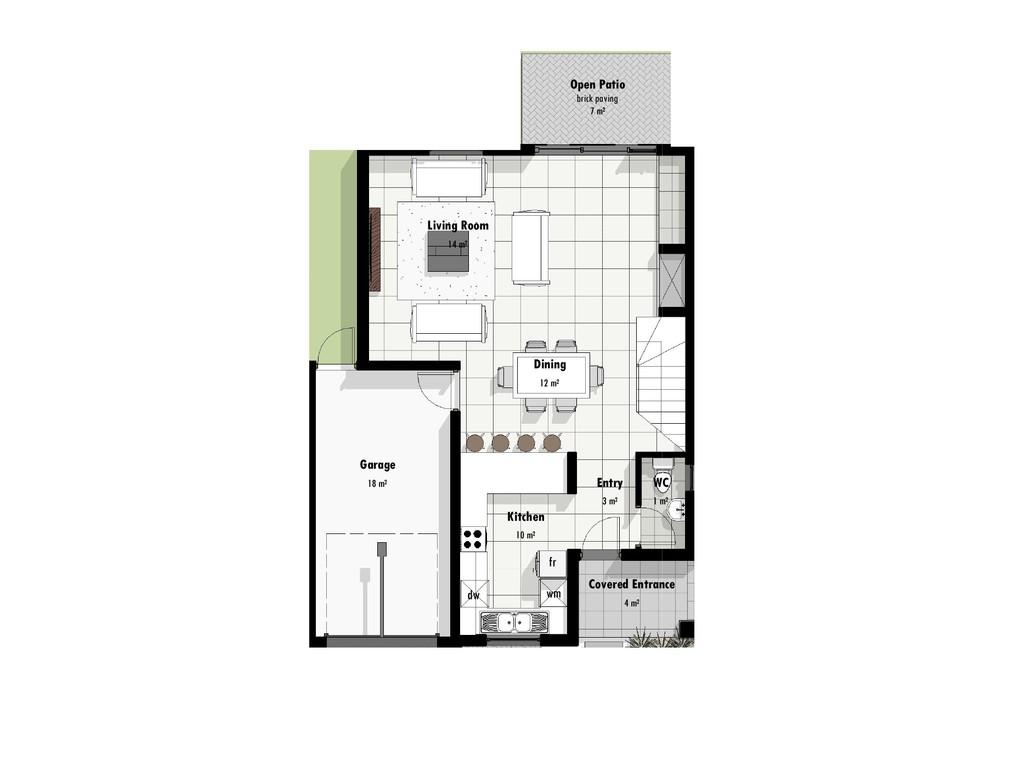 Open Patio
brick paving
7 m²
Living Room
14 m²
Dining
12 m²
Garage
18 m²
Entry
3 m²
WC
1 m²
Kitchen
10 m²
fr
dw
wm
Covered Entrance
4 m²